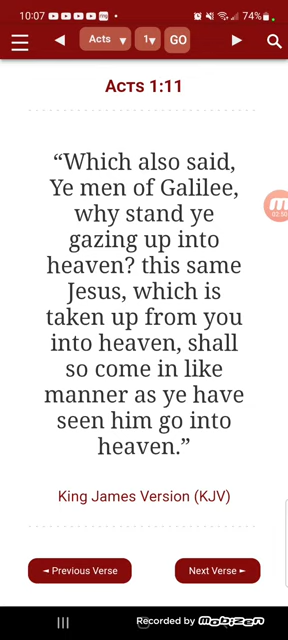 10:07 74%
Acts 1 GO
Acts 1:11
“Which also said,
Ye men of Galilee,
why stand ye
gazing up into
heaven? this same
Jesus, which is
taken up from you
into heaven, shall
so come in like
manner as ye have
seen him go into
heaven.”
King James Version (KJV)
◄ Previous Verse Next Verse ►
Recorded by mobizen